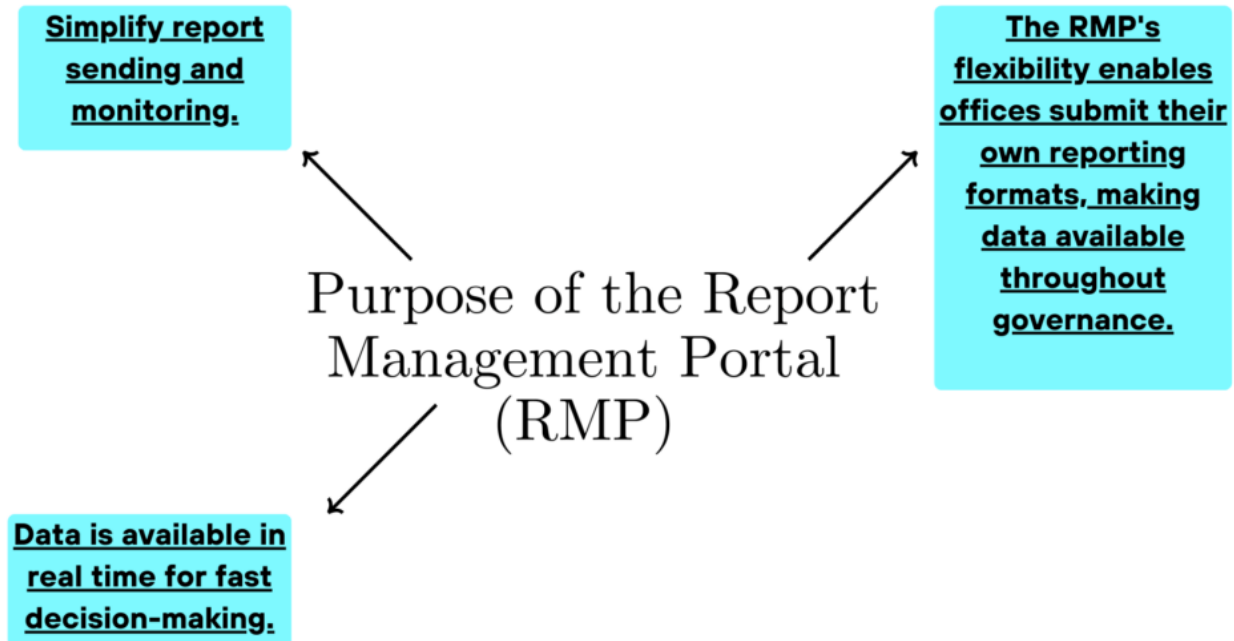 Simplify report
sending and
monitoring.
The RMP's
flexibility enables
offices submit their
own reporting
formats, making
data available
throughout
governance.
Purpose of the Report
Management Portal
(RMP)
Data is available in
real time for fast
decision-making.